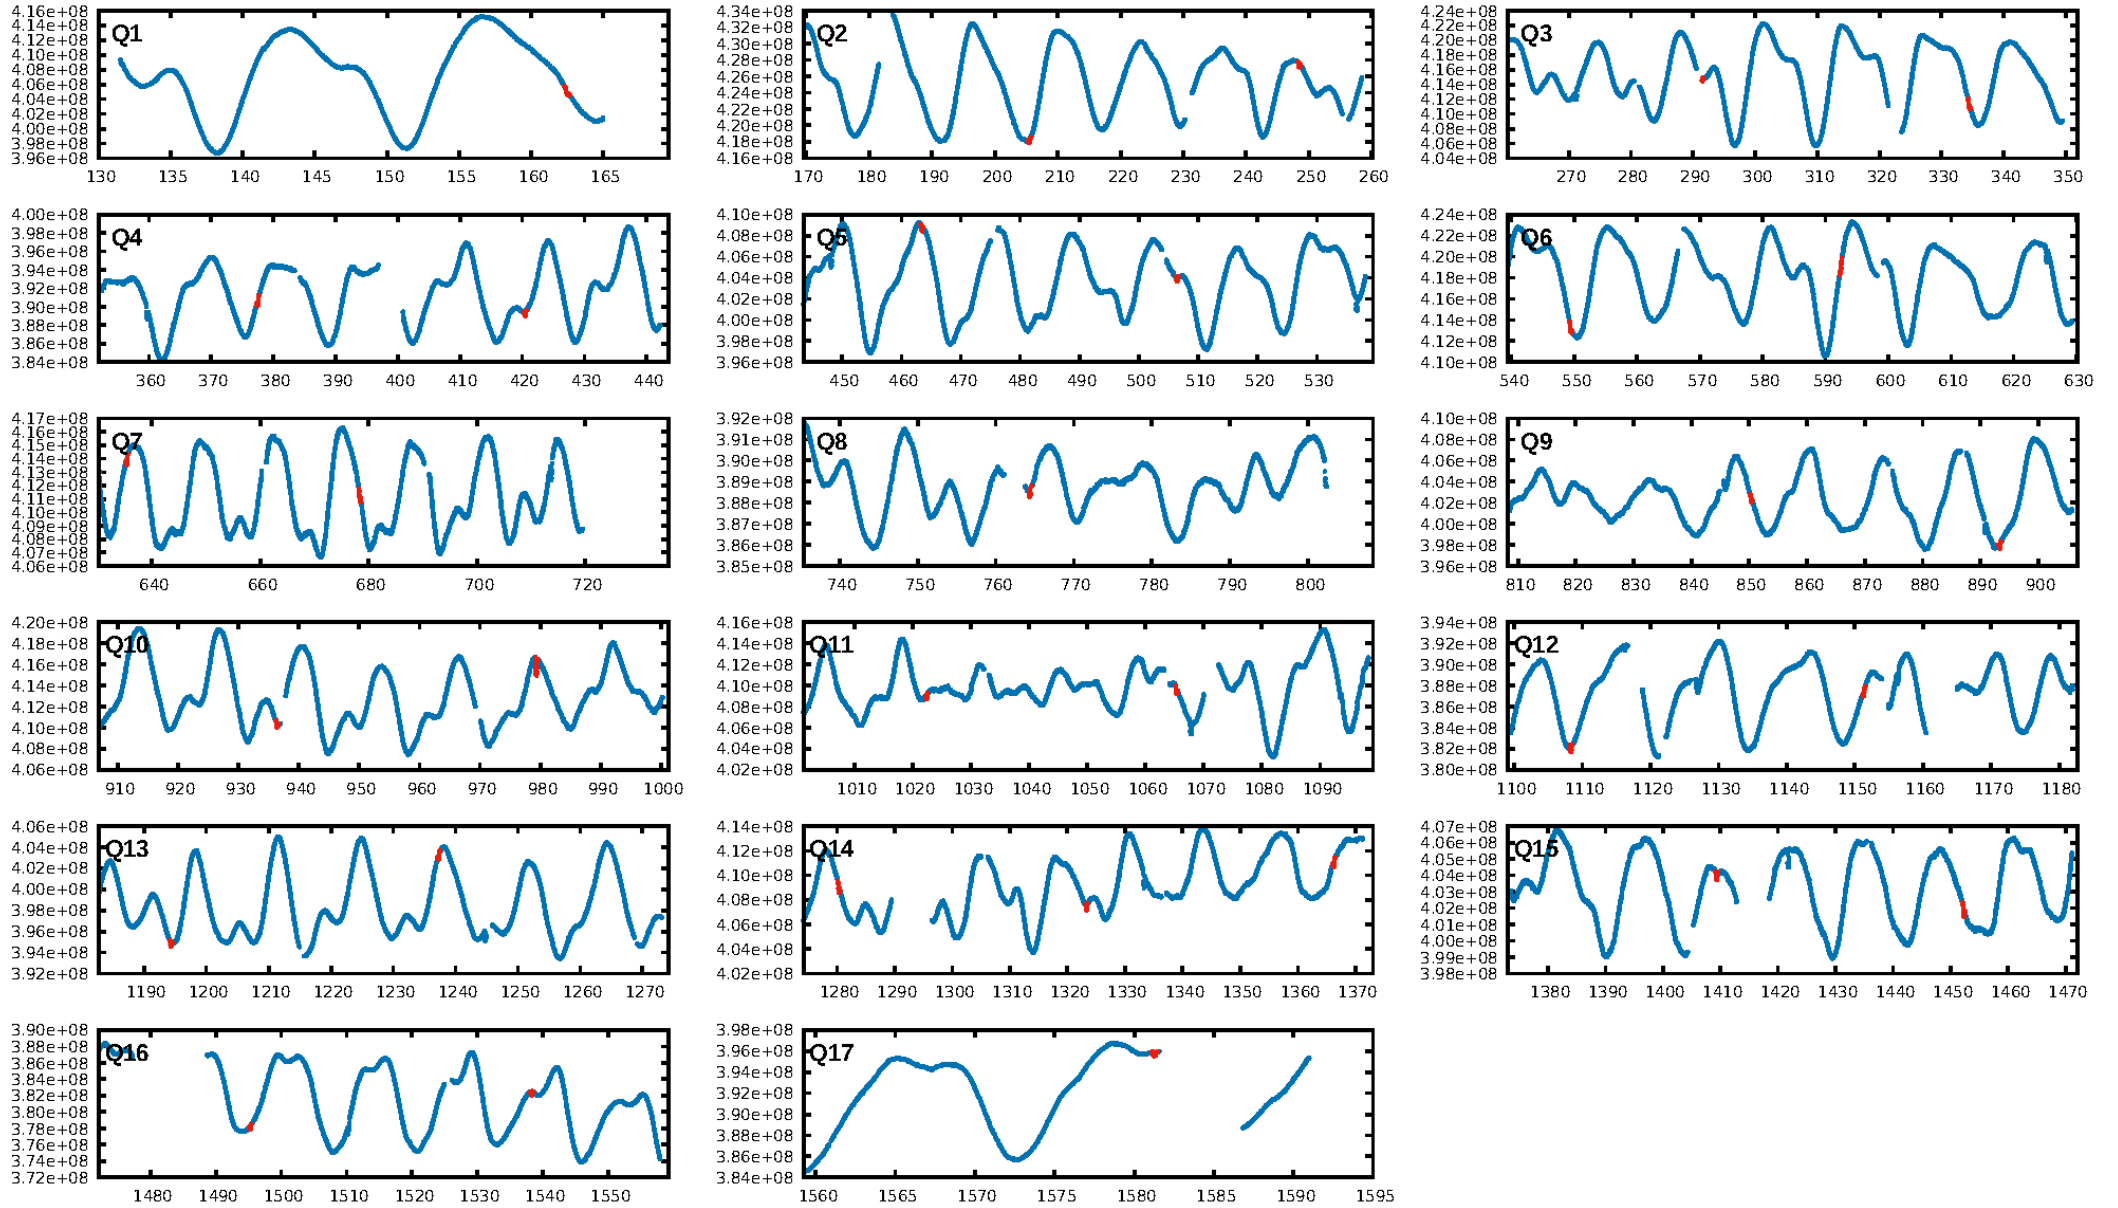 4.16e+08
4.14e+08
4.12e+08
4.10e+08
4.08e+08
4.06e+08
4.04e+08
4.02e+08
4.00e+08
3.98e+08
3.96e+08
Q1
130 135 140 145 150 155 160 165
4.34e+08
4.32e+08
4.30e+08
4.28e+08
4.26e+08
4.24e+08
4.22e+08
4.20e+08
4.18e+08
4.16e+08
Q2
170 180 190 200 210 220 230 240 250 260
4.24e+08
4.22e+08
4.20e+08
4.18e+08
4.16e+08
4.14e+08
4.12e+08
4.10e+08
4.08e+08
4.06e+08
4.04e+08
Q3
270 280 290 300 310 320 330 340 350
4.00e+08
3.98e+08
3.96e+08
3.94e+08
3.92e+08
3.90e+08
3.88e+08
3.86e+08
3.84e+08
Q4
360 370 380 390 400 410 420 430 440
4.10e+08
4.08e+08
4.06e+08
4.04e+08
4.02e+08
4.00e+08
3.98e+08
3.96e+08
Q5
450 460 470 480 490 500 510 520 530
4.24e+08
4.22e+08
4.20e+08
4.18e+08
4.16e+08
4.14e+08
4.12e+08
4.10e+08
Q6
540 550 560 570 580 590 600 610 620 630
4.17e+08
4.16e+08
4.15e+08
4.14e+08
4.13e+08
4.12e+08
4.11e+08
4.10e+08
4.09e+08
4.08e+08
4.07e+08
4.06e+08
Q7
640 660 680 700 720
3.92e+08
3.91e+08
3.90e+08
3.89e+08
3.88e+08
3.87e+08
3.86e+08
3.85e+08
Q8
740 750 760 770 780 790 800
4.10e+08
4.08e+08
4.06e+08
4.04e+08
4.02e+08
4.00e+08
3.98e+08
3.96e+08
Q9
810 820 830 840 850 860 870 880 890 900
4.20e+08
4.18e+08
4.16e+08
4.14e+08
4.12e+08
4.10e+08
4.08e+08
4.06e+08
Q10
910 920 930 940 950 960 970 980 990 1000
4.16e+08
4.14e+08
4.12e+08
4.10e+08
4.08e+08
4.06e+08
4.04e+08
4.02e+08
Q11
1010 1020 1030 1040 1050 1060 1070 1080 1090
3.94e+08
3.92e+08
3.90e+08
3.88e+08
3.86e+08
3.84e+08
3.82e+08
3.80e+08
Q12
1100 1110 1120 1130 1140 1150 1160 1170 1180
4.06e+08
4.04e+08
4.02e+08
4.00e+08
3.98e+08
3.96e+08
3.94e+08
3.92e+08
Q13
1190 1200 1210 1220 1230 1240 1250 1260 1270
4.14e+08
4.12e+08
4.10e+08
4.08e+08
4.06e+08
4.04e+08
4.02e+08
Q14
1280 1290 1300 1310 1320 1330 1340 1350 1360 1370
4.07e+08
4.06e+08
4.05e+08
4.04e+08
4.03e+08
4.02e+08
4.01e+08
4.00e+08
3.99e+08
3.98e+08
Q15
1380 1390 1400 1410 1420 1430 1440 1450 1460 1470
3.90e+08
3.88e+08
3.86e+08
3.84e+08
3.82e+08
3.80e+08
3.78e+08
3.76e+08
3.74e+08
3.72e+08
Q16
1480 1490 1500 1510 1520 1530 1540 1550
3.98e+08
3.96e+08
3.94e+08
3.92e+08
3.90e+08
3.88e+08
3.86e+08
3.84e+08
Q17
1560 1565 1570 1575 1580 1585 1590 1595